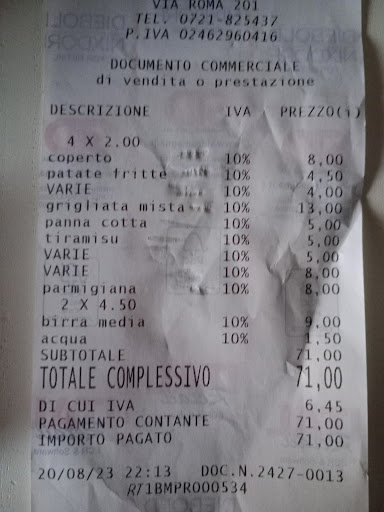 VIA ROMA 201
TEL. 0721-825437
P.IVA 02462960416
DOCUMENTO COMMERCIALE
di vendita o prestazione
DESCRIZIONE IVA PREZZO(i)
4 X 2.00
coperto 10% 8,00
patate fritte 10% 4,50
VARIE 10% 4,00
grigliata mista 10% 13,00
panna cotta 10% 5,00
tiramisu 10% 5,00
VARIE 10% 5,00
VARIE 10% 8,00
parmigiana 10% 8,00
2 X 4.50
birra media 10% 9,00
acqua 10% 1,50
SUBTOTALE 71,00
TOTALE COMPLESSIVO 71,00
DI CUI IVA 6,45
PAGAMENTO CONTANTE 71,00
IMPORTO PAGATO 71,00
20/08/23 22:13 DOC.N.2427-0013
RT1BMPR000534